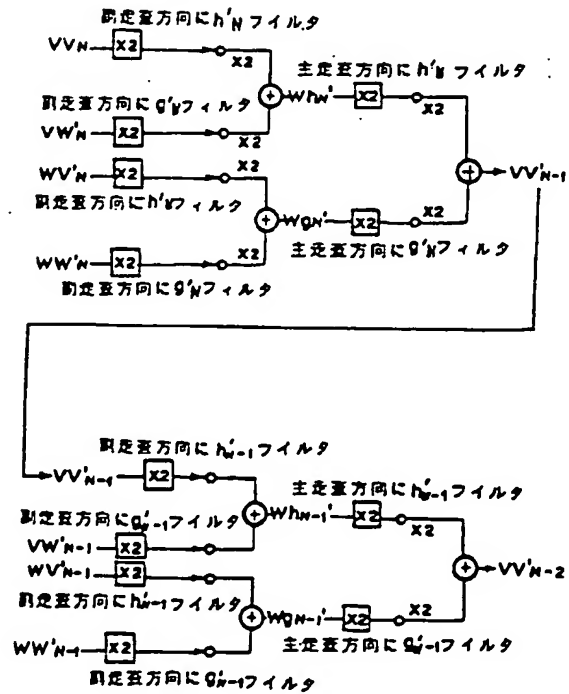 副走査方向にh'Nフィルタ
VVN X2 X2
主走査方向にh'Nフィルタ
WhN' X2 X2
副走査方向にg'Nフィルタ
VW'N X2 X2
VV'N-1
WV'N X2 X2
副走査方向にh'Nフィルタ
WgN' X2 X2
主走査方向にg'Nフィルタ
WW'N X2 X2
副走査方向にg'Nフィルタ
副走査方向にh'N-1フィルタ
VV'N-1 X2
主走査方向にh'N-1フィルタ
WhN-1' X2 X2
副走査方向にg'N-1フィルタ
VW'N-1 X2
VV'N-2
WV'N-1 X2
副走査方向にh'N-1フィルタ
WgN-1' X2 X2
主走査方向にg'N-1フィルタ
WW'N-1 X2
副走査方向にg'N-1フィルタ